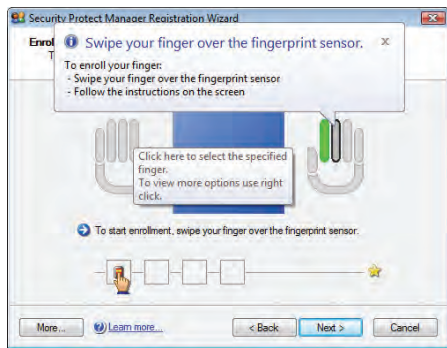 Security Protect Manager Registration Wizard
Enrol
T
Swipe your finger over the fingerprint sensor.
x
To enroll your finger:
- Swipe your finger over the fingerprint sensor
- Follow the instructions on the screen
Click here to select the specified
finger.
To view more options use right
click.
To start enrollment, swipe your finger over the fingerprint sensor.
More...
Learn more...
< Back
Next >
Cancel